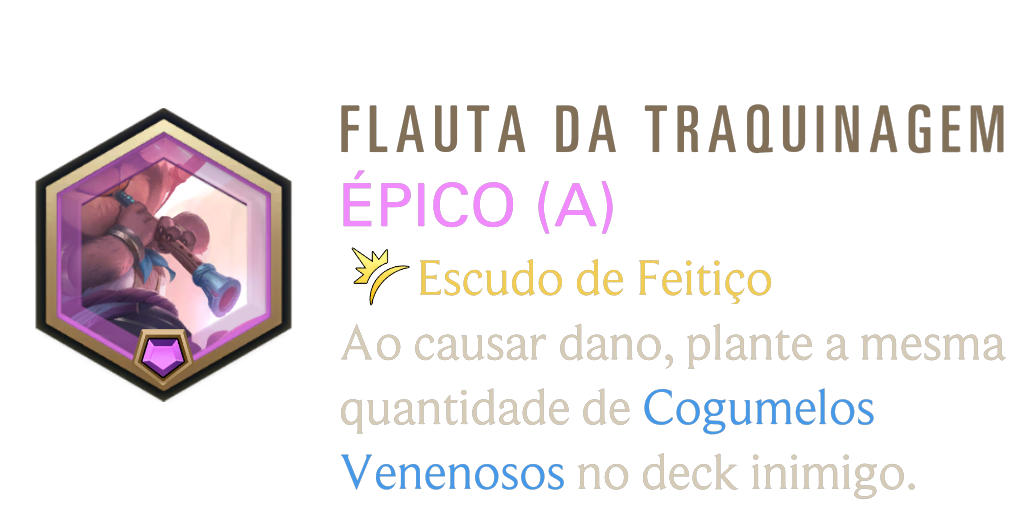 FLAUTA DA TRAQUINAGEM
ÉPICO (A)
Escudo de Feitiço
Ao causar dano, plante a mesma
quantidade de Cogumelos
Venenosos no deck inimigo.